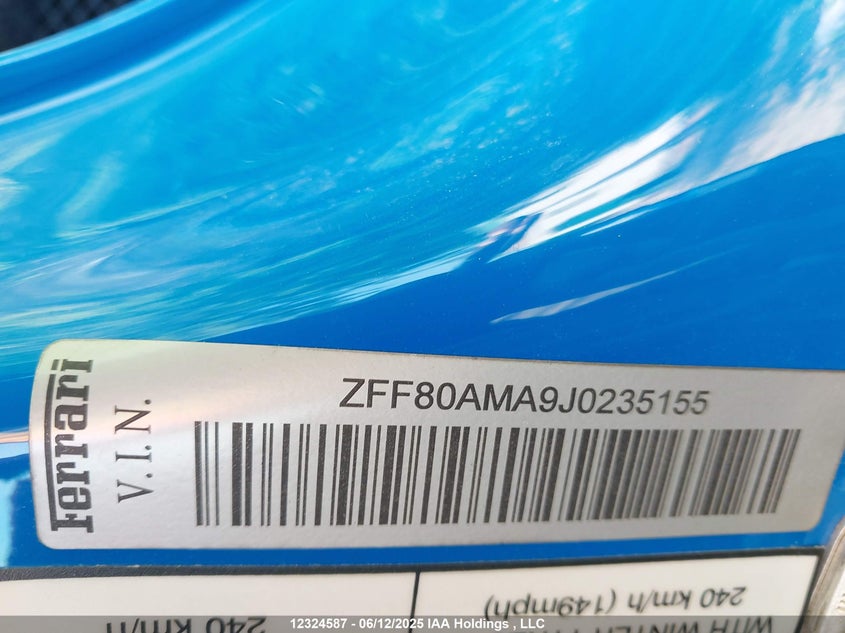 Ferrari
V.I.N.
ZFF80AMA9J0235155
240 km/h (149mph)
WITH WINTER
240 km/h
12324587 - 06/12/2025 IAA Holdings , LLC